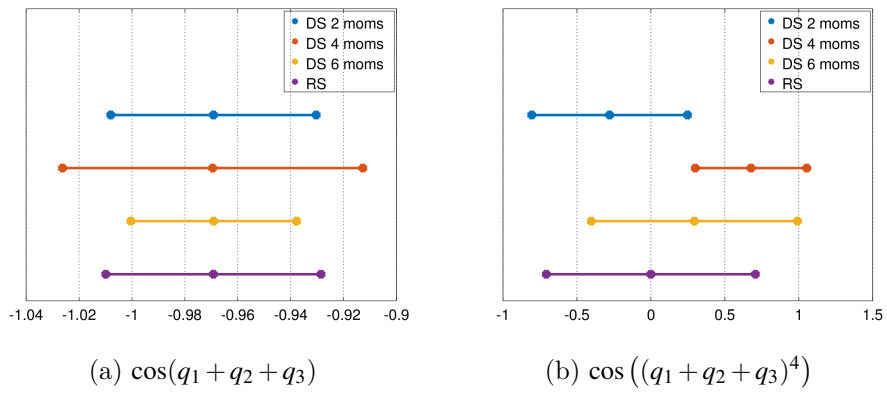 DS 2 moms
DS 4 moms
DS 6 moms
RS
-1.04 -1.02 -1 -0.98 -0.96 -0.94 -0.92 -0.9
(a) cos(q₁ + q₂ + q₃)
DS 2 moms
DS 4 moms
DS 6 moms
RS
-1 -0.5 0 0.5 1 1.5
(b) cos ((q₁ + q₂ + q₃)⁴)